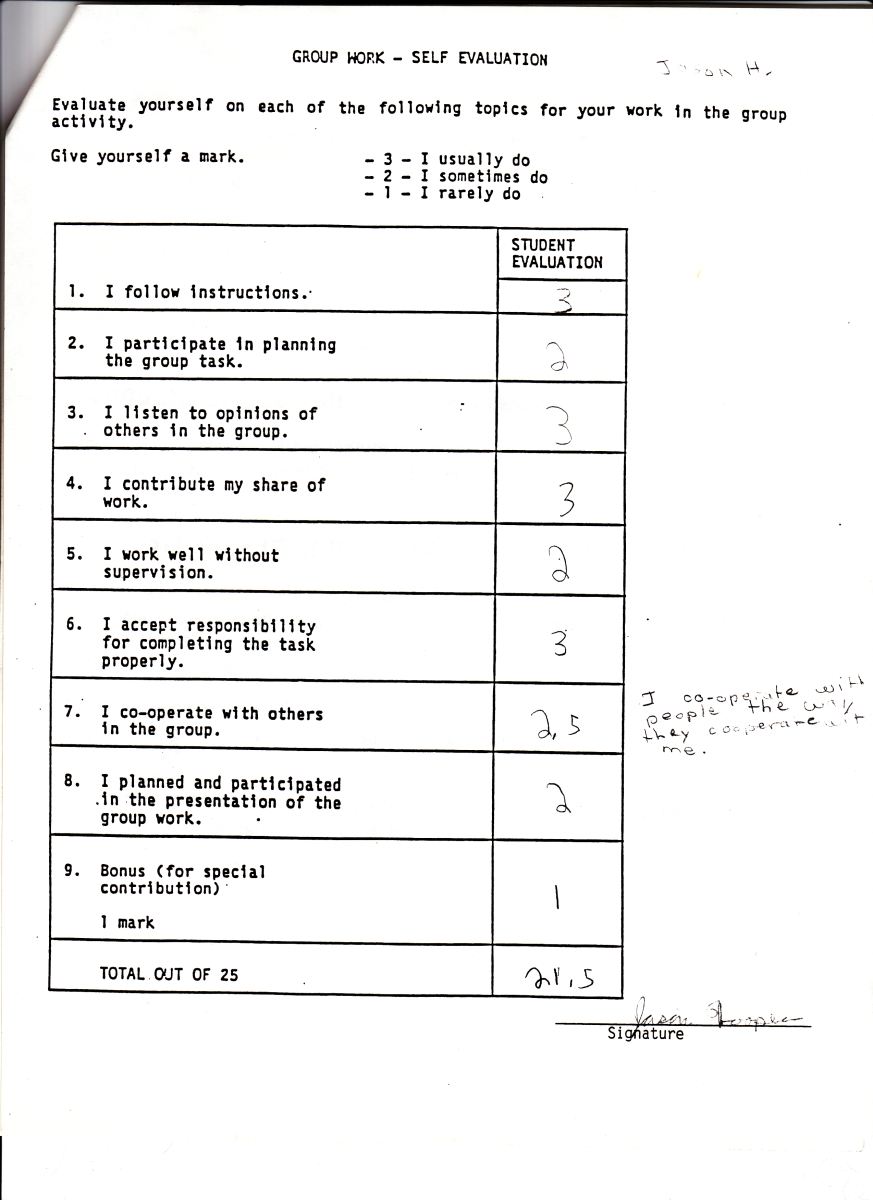 GROUP WORK - SELF EVALUATION
Jason H.
Evaluate yourself on each of the following topics for your work in the group
activity.
Give yourself a mark.
- 3 - I usually do
- 2 - I sometimes do
- 1 - I rarely do
STUDENT
EVALUATION
1. I follow instructions.
3
2. I participate in planning
the group task.
2
3. I listen to opinions of
others in the group.
3
4. I contribute my share of
work.
3
5. I work well without
supervision.
2
6. I accept responsibility
for completing the task
properly.
3
7. I co-operate with others
in the group.
2,5
I co-operate with
people the way
they cooperate
me.
8. I planned and participated
in the presentation of the
group work.
2
9. Bonus (for special
contribution)
1 mark
1
TOTAL OUT OF 25
21.5
Jason
Signature